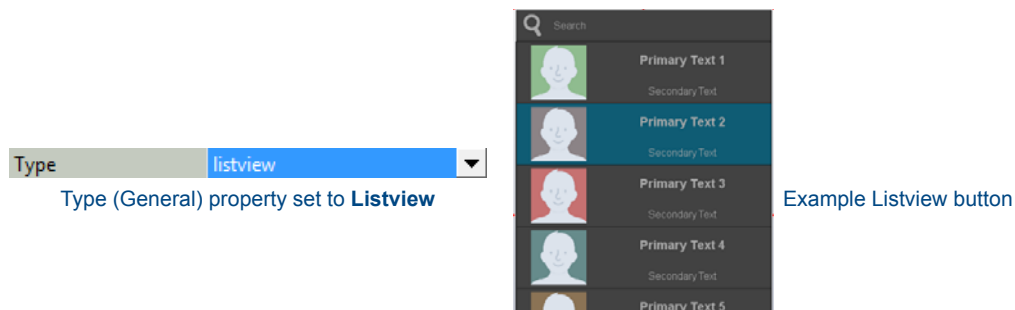 Search
Primary Text 1
Secondary Text
Primary Text 2
Secondary Text
Type listview
Primary Text 3
Type (General) property set to Listview
Example Listview button
Secondary Text
Primary Text 4
Secondary Text
Primary Text 5